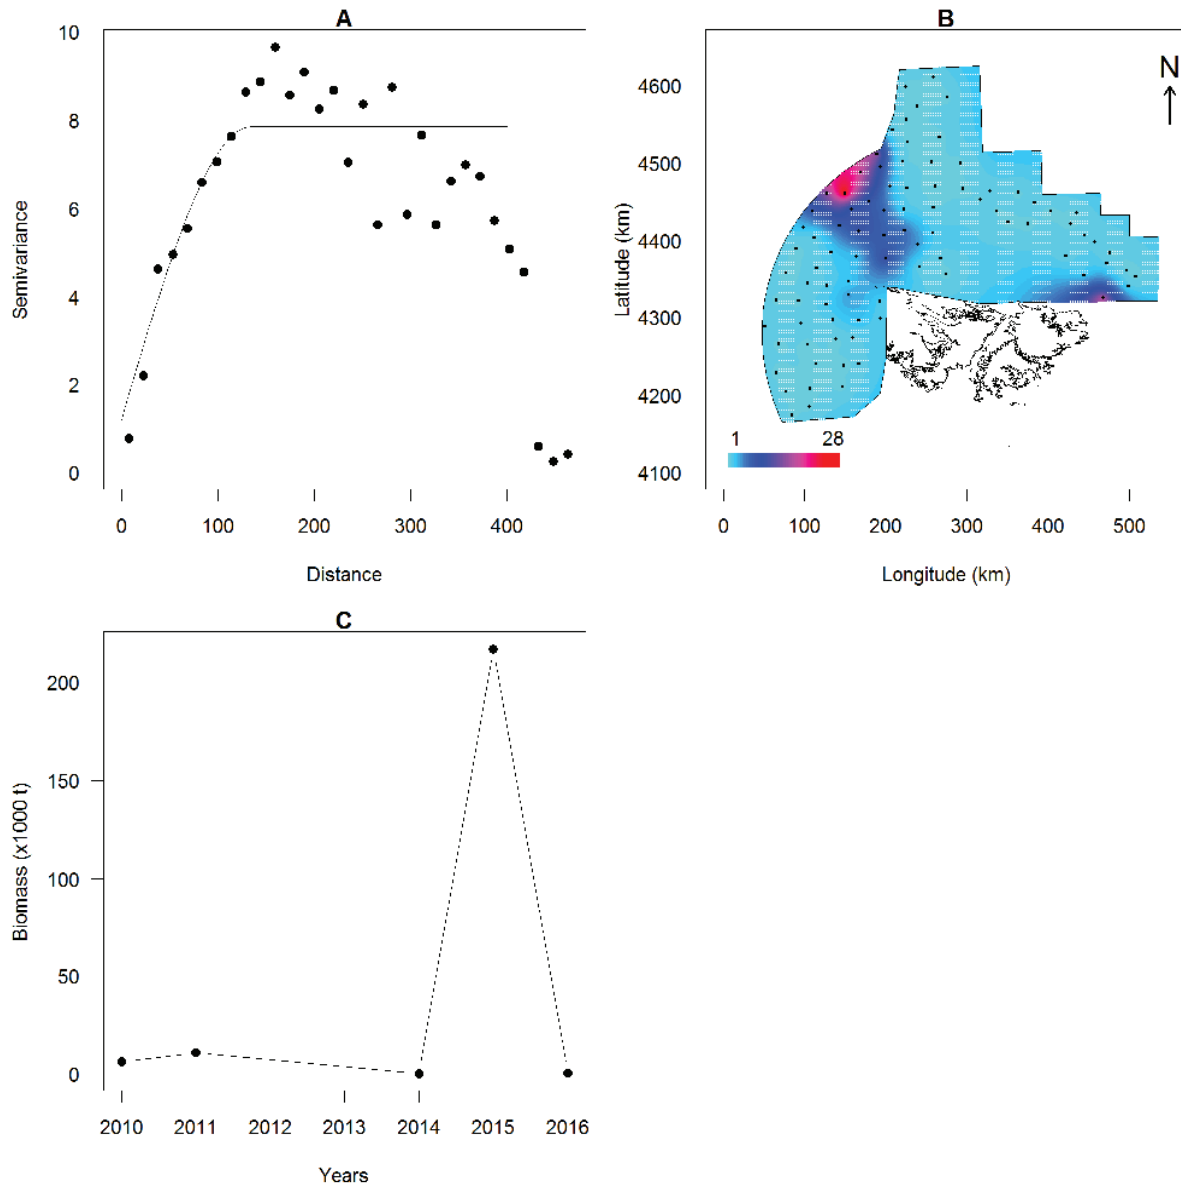 A
10
8
6
4
2
0
Semivariance
0 100 200 300 400
Distance
B
N
4600
4500
4400
4300
4200
4100
Latitude (km)
1 28
0 100 200 300 400 500
Longitude (km)
C
200
150
100
50
0
Biomass (x1000 t)
2010 2011 2012 2013 2014 2015 2016
Years